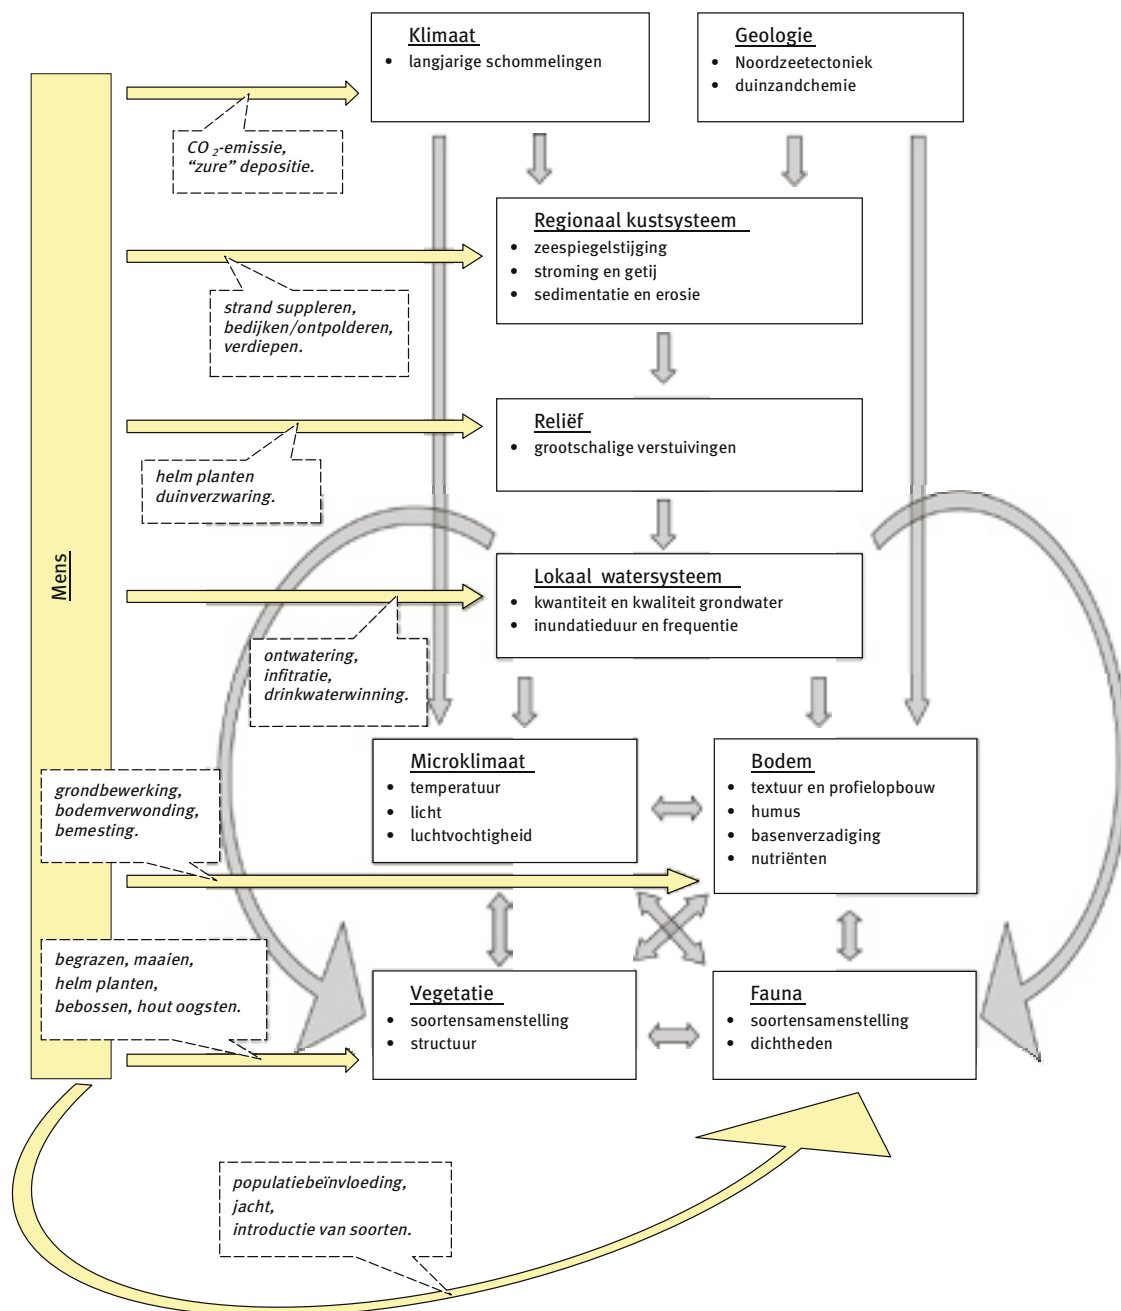 Klimaat
• langjarige schommelingen
Geologie
• Noordzeetectoniek
• duinzandchemie
CO₂-emissie,
“zure” depositie.
Regionaal kustsysteem
• zeespiegelstijging
• stroming en getij
• sedimentatie en erosie
strand suppleren,
bedijken/ontpolderen,
verdiepen.
Reliëf
• grootschalige verstuivingen
helm planten
duinverzwaring.
Mens
Lokaal watersysteem
• kwantiteit en kwaliteit grondwater
• inundatieduur en frequentie
ontwatering,
infitratie,
drinkwaterwinning.
Microklimaat
• temperatuur
• licht
• luchtvochtigheid
Bodem
• textuur en profielopbouw
• humus
• basenverzadiging
• nutriënten
grondbewerking,
bodemverwonding,
bemesting.
begrazen, maaien,
helm planten,
bebossen, hout oogsten.
Vegetatie
• soortensamenstelling
• structuur
Fauna
• soortensamenstelling
• dichtheden
populatiebeïnvloeding,
jacht,
introductie van soorten.